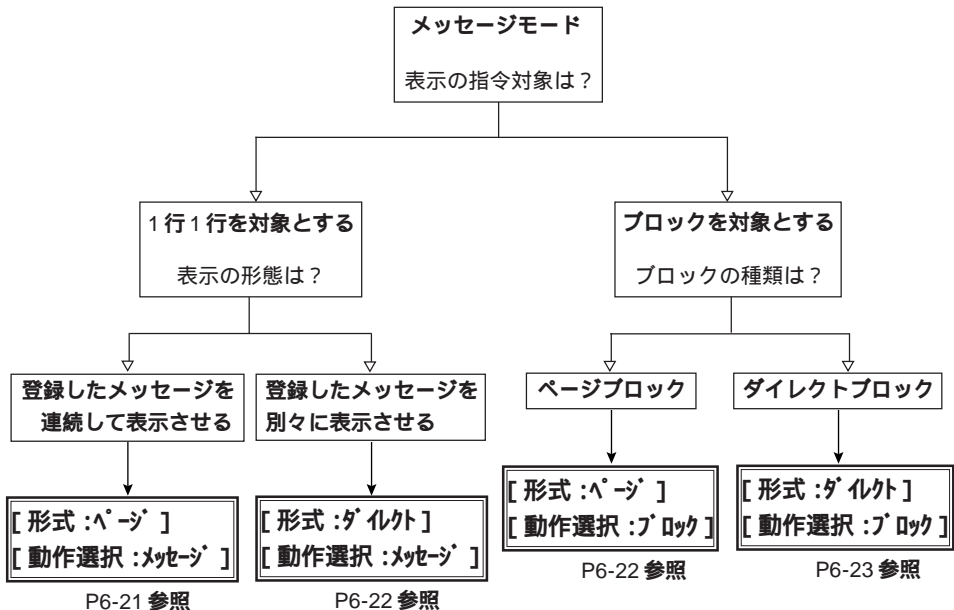 メッセージモード
表示の指令対象は？
1行1行を対象とする
表示の形態は？
ブロックを対象とする
ブロックの種類は？
登録したメッセージを
連続して表示させる
登録したメッセージを
別々に表示させる
ページブロック
ダイレクトブロック
[ 形式 :ﾍﾟｰｼﾞ ]
[ 動作選択 :ﾒｯｾｰｼﾞ ]
P6-21 参照
[ 形式 :ﾀﾞｲﾚｸﾄ ]
[ 動作選択 :ﾒｯｾｰｼﾞ ]
P6-22 参照
[ 形式 :ﾍﾟｰｼﾞ ]
[ 動作選択 :ﾌﾞﾛｯｸ ]
P6-22 参照
[ 形式 :ﾀﾞｲﾚｸﾄ ]
[ 動作選択 :ﾌﾞﾛｯｸ ]
P6-23 参照